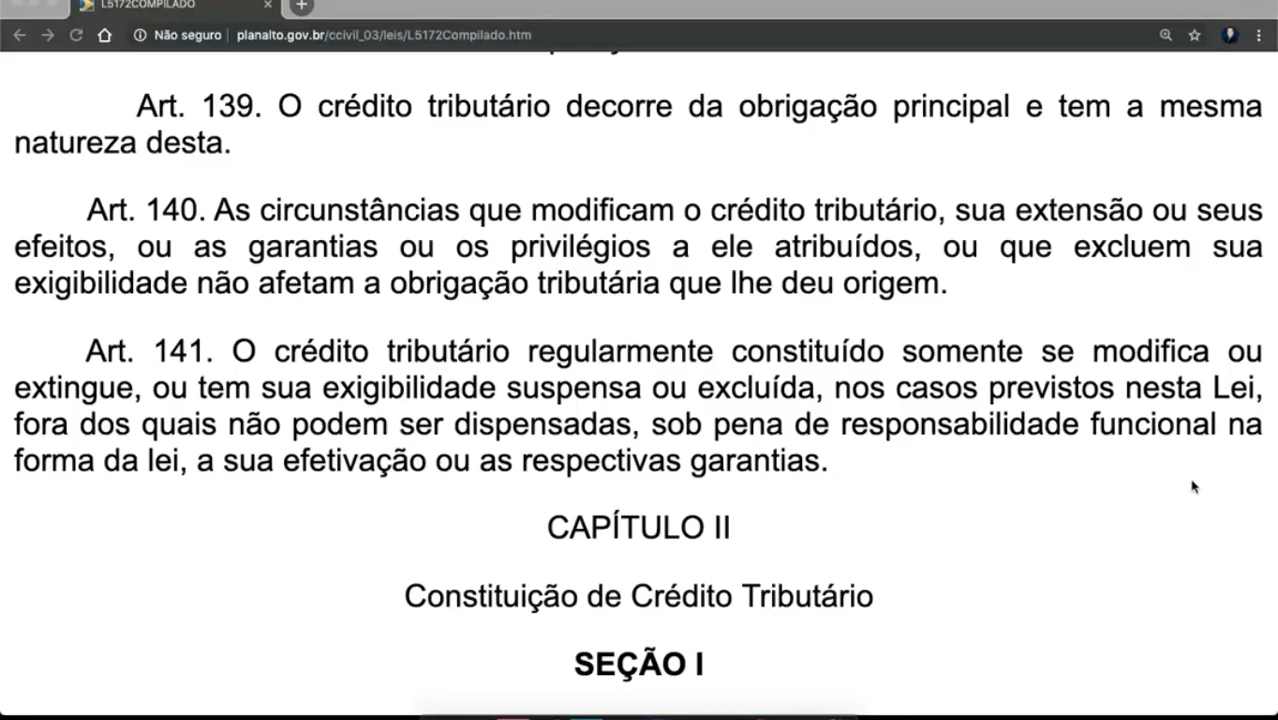 L5172COMPILADO
Não seguro
planalto.gov.br/ccivil_03/leis/L5172Compilado.htm
Art. 139. O crédito tributário decorre da obrigação principal e tem a mesma
natureza desta.
Art. 140. As circunstâncias que modificam o crédito tributário, sua extensão ou seus
efeitos, ou as garantias ou os privilégios a ele atribuídos, ou que excluem sua
exigibilidade não afetam a obrigação tributária que lhe deu origem.
Art. 141. O crédito tributário regularmente constituído somente se modifica ou
extingue, ou tem sua exigibilidade suspensa ou excluída, nos casos previstos nesta Lei,
fora dos quais não podem ser dispensadas, sob pena de responsabilidade funcional na
forma da lei, a sua efetivação ou as respectivas garantias.
CAPÍTULO II
Constituição de Crédito Tributário
SEÇÃO I